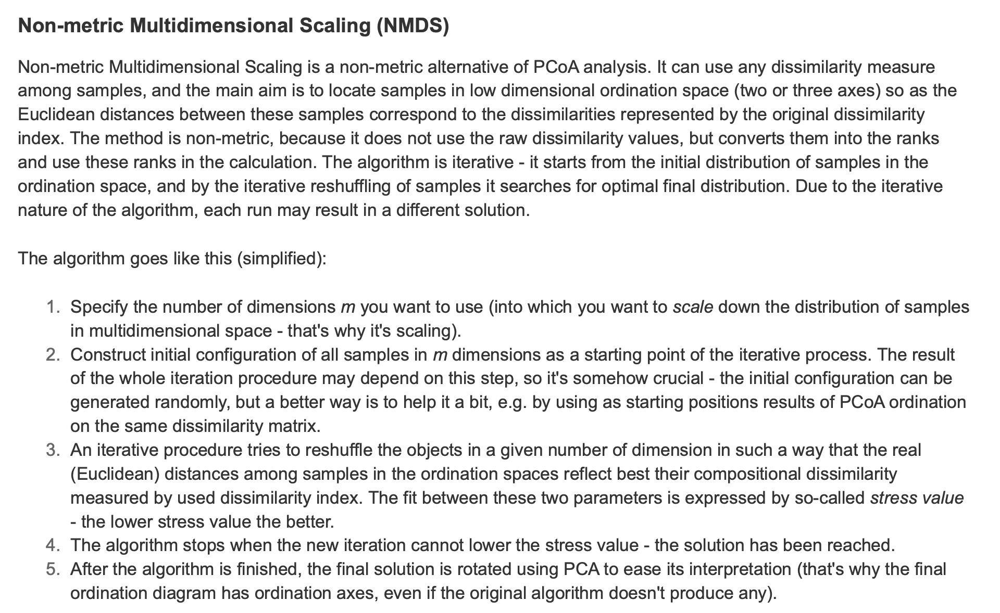 Non-metric Multidimensional Scaling (NMDS)
Non-metric Multidimensional Scaling is a non-metric alternative of PCoA analysis. It can use any dissimilarity measure
among samples, and the main aim is to locate samples in low dimensional ordination space (two or three axes) so as the
Euclidean distances between these samples correspond to the dissimilarities represented by the original dissimilarity
index. The method is non-metric, because it does not use the raw dissimilarity values, but converts them into the ranks
and use these ranks in the calculation. The algorithm is iterative - it starts from the initial distribution of samples in the
ordination space, and by the iterative reshuffling of samples it searches for optimal final distribution. Due to the iterative
nature of the algorithm, each run may result in a different solution.
The algorithm goes like this (simplified):
1. Specify the number of dimensions m you want to use (into which you want to scale down the distribution of samples
in multidimensional space - that's why it's scaling).
2. Construct initial configuration of all samples in m dimensions as a starting point of the iterative process. The result
of the whole iteration procedure may depend on this step, so it's somehow crucial - the initial configuration can be
generated randomly, but a better way is to help it a bit, e.g. by using as starting positions results of PCoA ordination
on the same dissimilarity matrix.
3. An iterative procedure tries to reshuffle the objects in a given number of dimension in such a way that the real
(Euclidean) distances among samples in the ordination spaces reflect best their compositional dissimilarity
measured by used dissimilarity index. The fit between these two parameters is expressed by so-called stress value
- the lower stress value the better.
4. The algorithm stops when the new iteration cannot lower the stress value - the solution has been reached.
5. After the algorithm is finished, the final solution is rotated using PCA to ease its interpretation (that's why the final
ordination diagram has ordination axes, even if the original algorithm doesn't produce any).